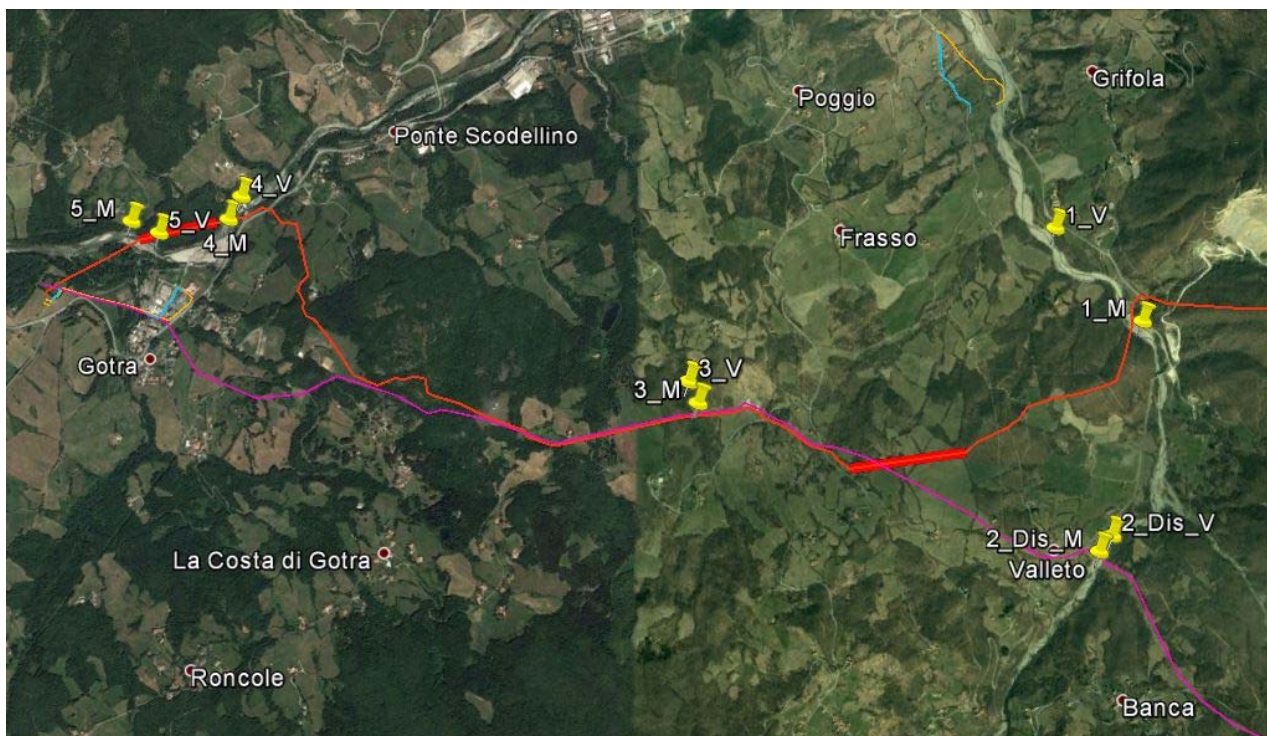 Grifola
Poggio
Ponte Scodellino
4_V
5_M
5_V
4_M
1_V
Frasso
1_M
Gotra
3_V
3_M
2_Dis_V
2_Dis_M
Valleto
La Costa di Gotra
Roncole
Banca